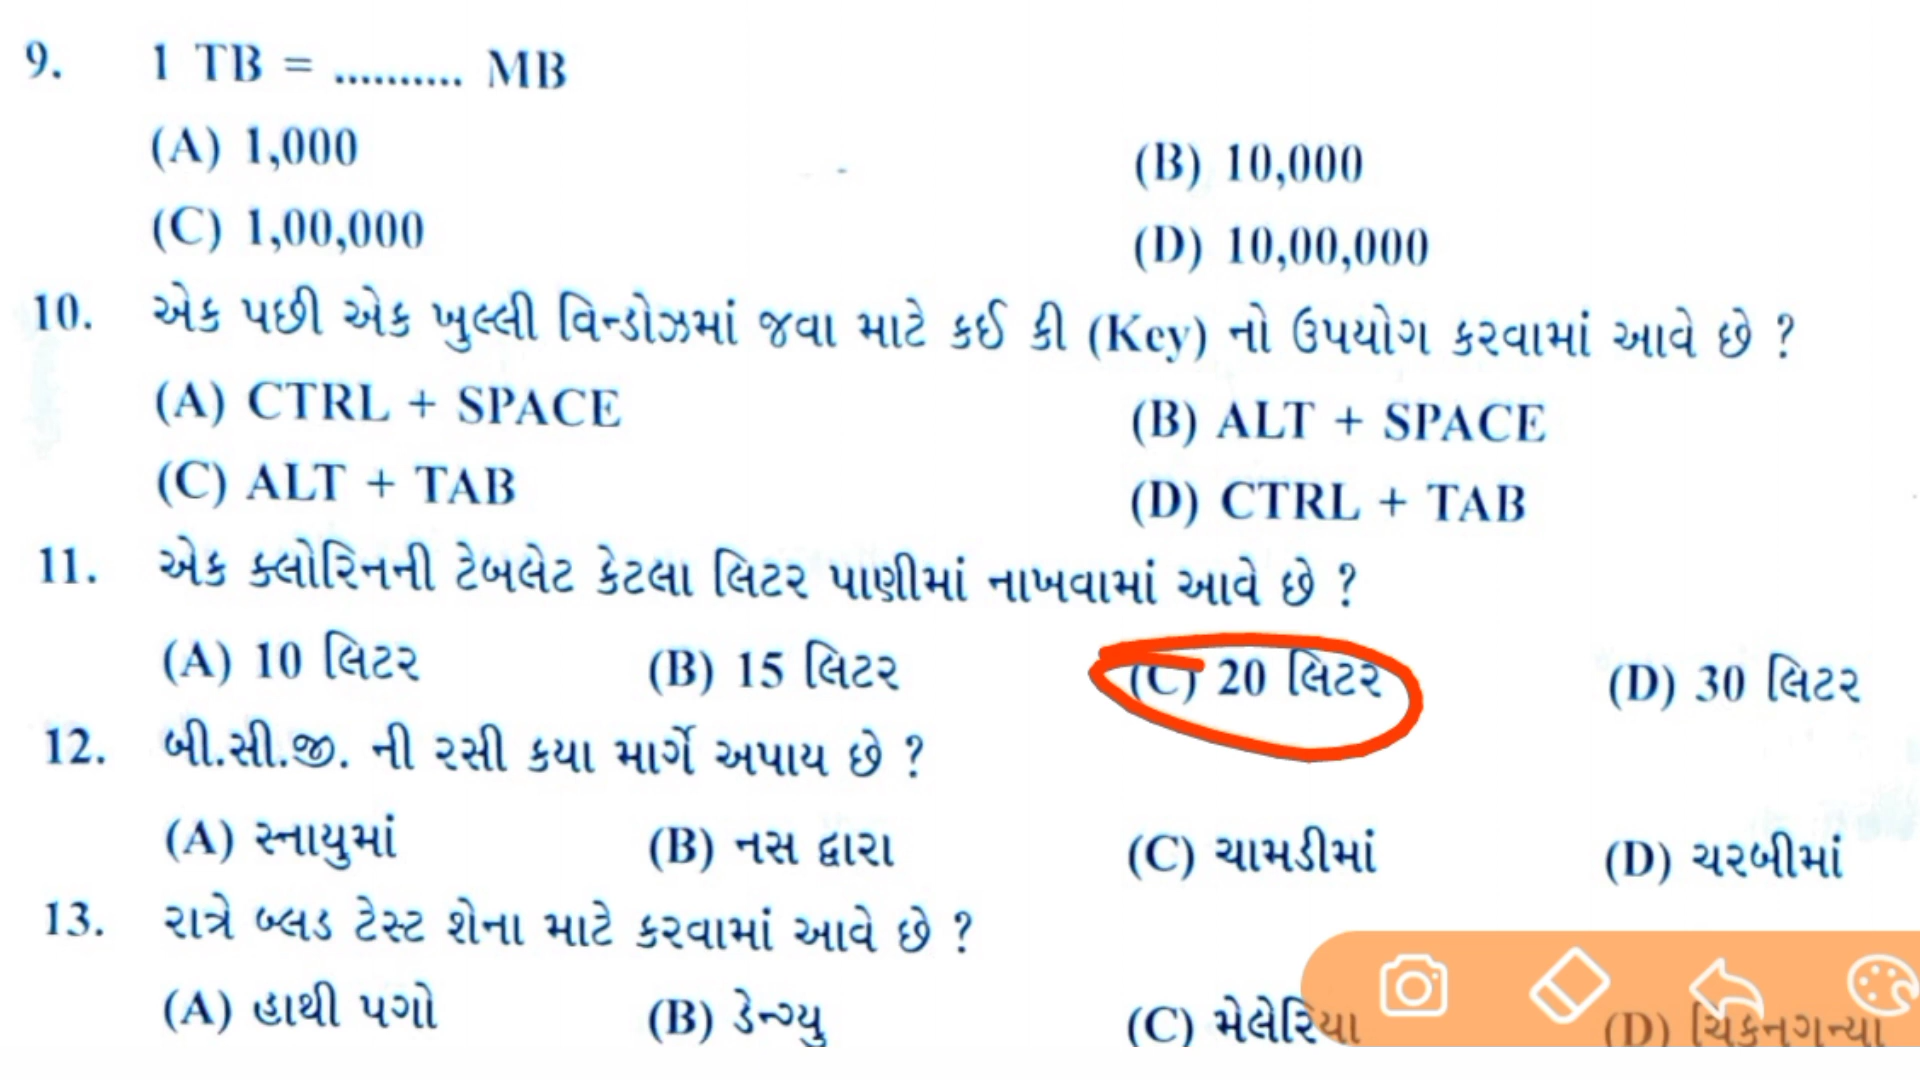 9. 1 TB = .......... MB
(A) 1,000 (B) 10,000
(C) 1,00,000 (D) 10,00,000
10. એક પછી એક ખુલ્લી વિન્ડોઝમાં જવા માટે કઈ કી (Key) નો ઉપયોગ કરવામાં આવે છે ?
(A) CTRL + SPACE (B) ALT + SPACE
(C) ALT + TAB (D) CTRL + TAB
11. એક ક્લોરિનની ટેબલેટ કેટલા લિટર પાણીમાં નાખવામાં આવે છે ?
(A) 10 લિટર (B) 15 લિટર (C) 20 લિટર (D) 30 લિટર
12. બી.સી.જી. ની રસી કયા માર્ગે અપાય છે ?
(A) સ્નાયુમાં (B) નસ દ્વારા (C) ચામડીમાં (D) ચરબીમાં
13. રાત્રે બ્લડ ટેસ્ટ શેના માટે કરવામાં આવે છે ?
(A) હાથી પગો (B) ડેન્ગ્યુ (C) મેલેરિયા (D) ચિકનગન્યા